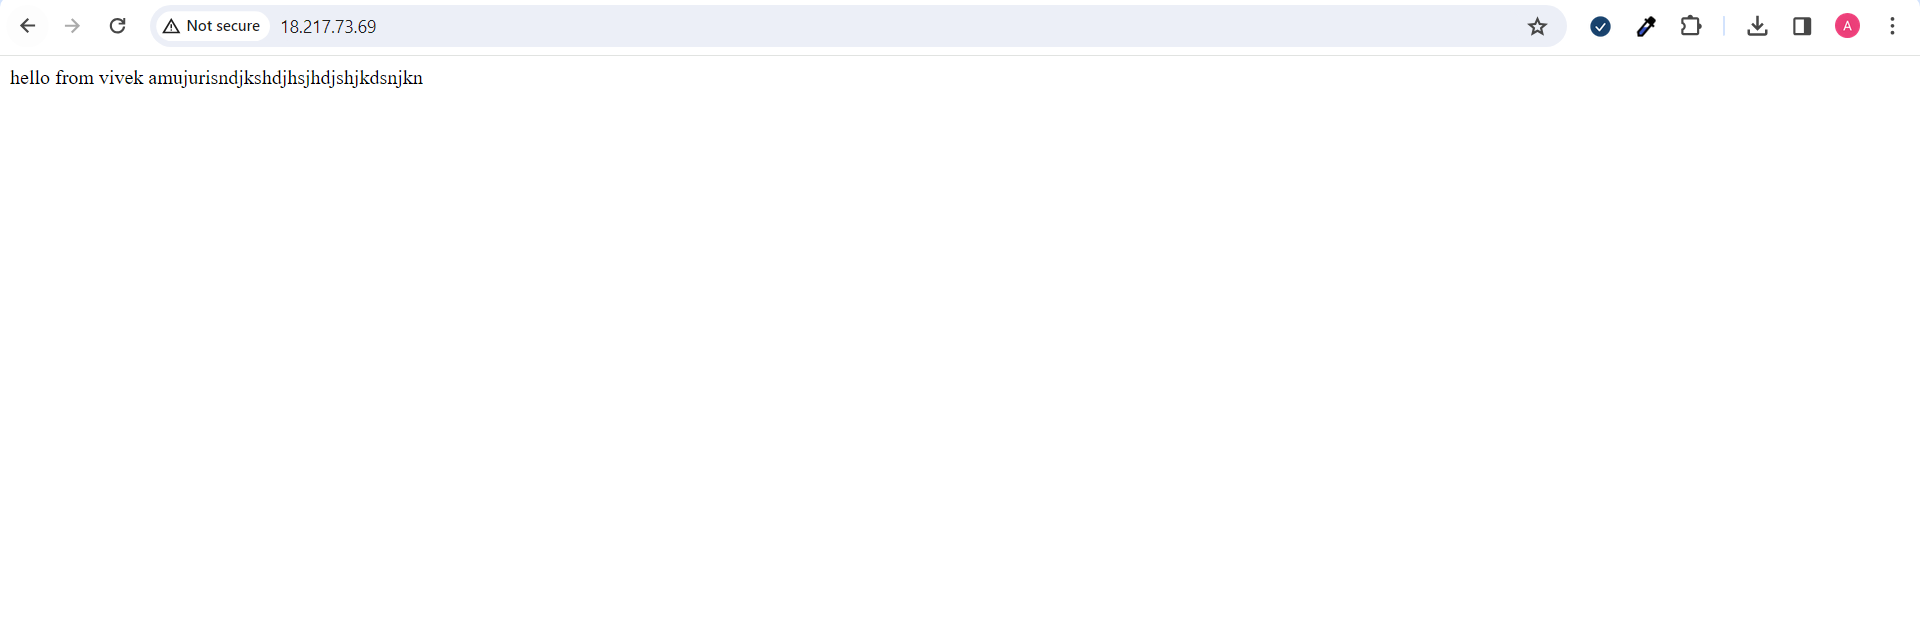 Not secure 18.217.73.69 A
hello from vivek amujurisndjkshdjhsjhdjshjkdsnjkn